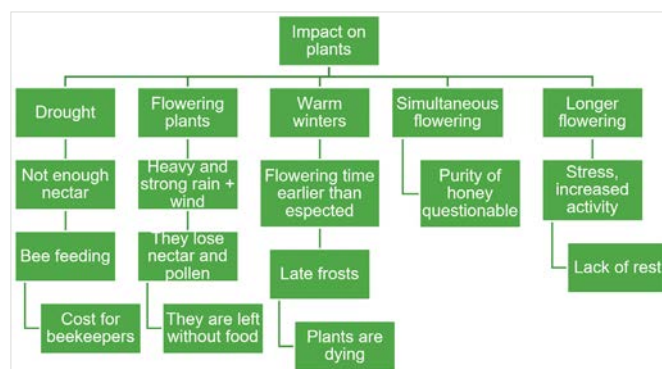 Impact on
plants
Drought
Flowering
plants
Warm
winters
Simultaneous
flowering
Longer
flowering
Not enough
nectar
Heavy and
strong rain +
wind
Flowering time
earlier than
espected
Purity of
honey
questionable
Stress,
increased
activity
Bee feeding
They lose
nectar and
pollen
Late frosts
Lack of rest
Cost for
beekeepers
They are left
without food
Plants are
dying